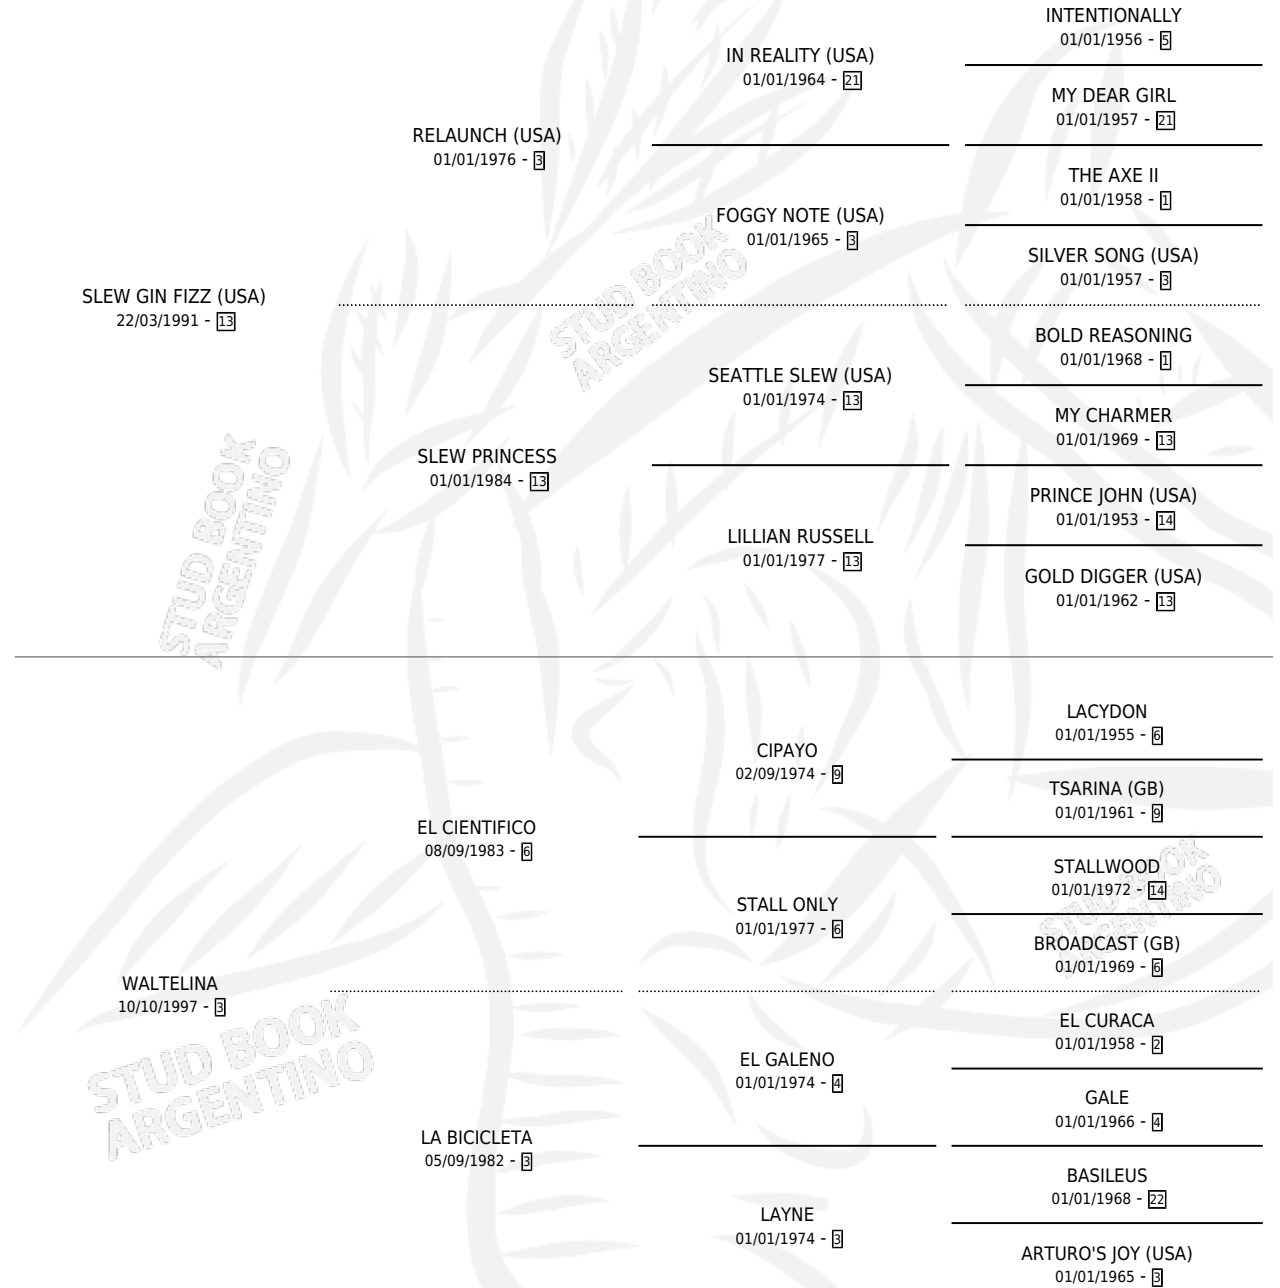 INTENTIONALLY
01/01/1956 - 5
IN REALITY (USA)
01/01/1964 - 21
MY DEAR GIRL
01/01/1957 - 21
RELAUNCH (USA)
01/01/1976 - 3
THE AXE II
01/01/1958 - 1
FOGGY NOTE (USA)
01/01/1965 - 3
SILVER SONG (USA)
01/01/1957 - 3
SLEW GIN FIZZ (USA)
22/03/1991 - 13
BOLD REASONING
01/01/1968 - 1
SEATTLE SLEW (USA)
01/01/1974 - 13
MY CHARMER
01/01/1969 - 13
SLEW PRINCESS
01/01/1984 - 13
PRINCE JOHN (USA)
01/01/1953 - 14
LILLIAN RUSSELL
01/01/1977 - 13
GOLD DIGGER (USA)
01/01/1962 - 13
LACYDON
01/01/1955 - 6
CIPAYO
02/09/1974 - 9
TSARINA (GB)
01/01/1961 - 9
EL CIENTIFICO
08/09/1983 - 6
STALLWOOD
01/01/1972 - 14
STALL ONLY
01/01/1977 - 6
BROADCAST (GB)
01/01/1969 - 6
WALTELINA
10/10/1997 - 3
EL CURACA
01/01/1958 - 2
EL GALENO
01/01/1974 - 4
GALE
01/01/1966 - 4
LA BICICLETA
05/09/1982 - 3
BASILEUS
01/01/1968 - 22
LAYNE
01/01/1974 - 3
ARTURO'S JOY (USA)
01/01/1965 - 3
STUD BOOK
ARGENTINO
STUD BOOK
ARGENTINO
STUD BOOK
ARGENTINO
STUD BOOK
ARGENTINO